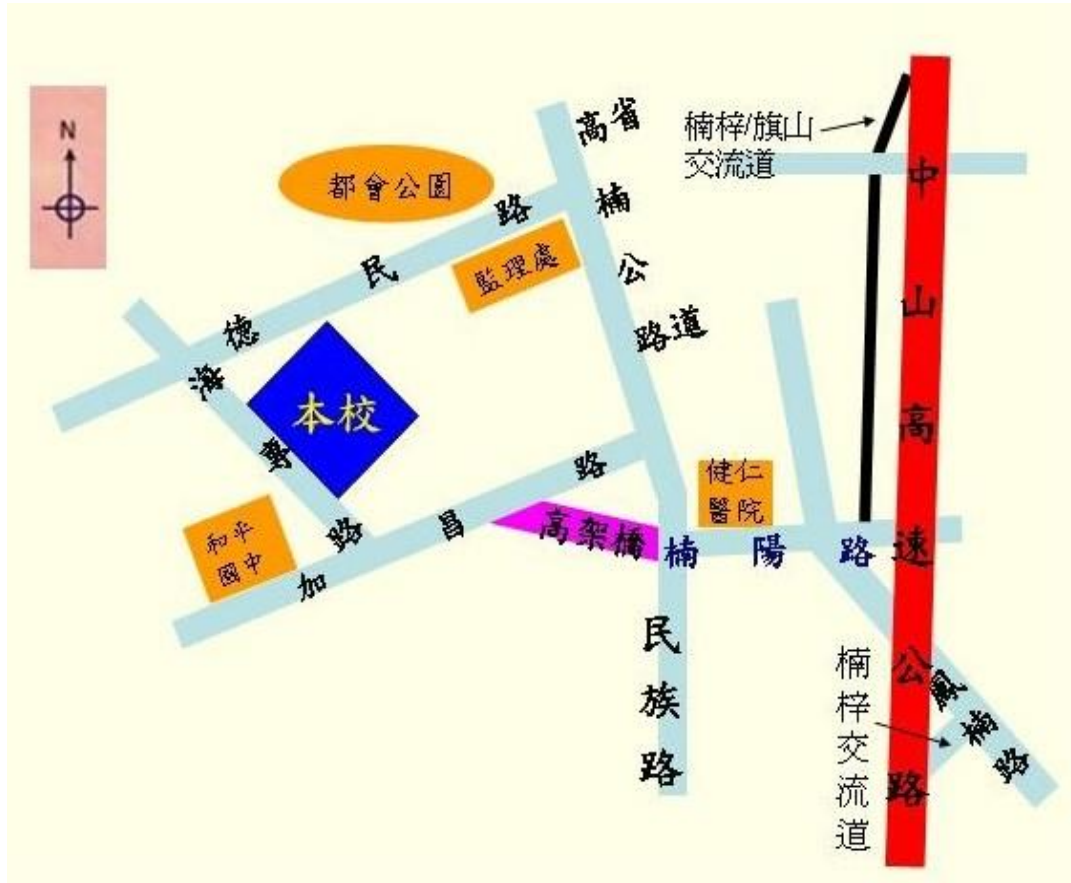 N
都會公園
德民路
監理處
高楠公路
省道
楠梓/旗山
交流道
中山高速公路
本校
海專路
和平
國中
加昌路
高架橋
健仁
醫院
楠陽路
民族路
鳳楠路
楠梓交流道